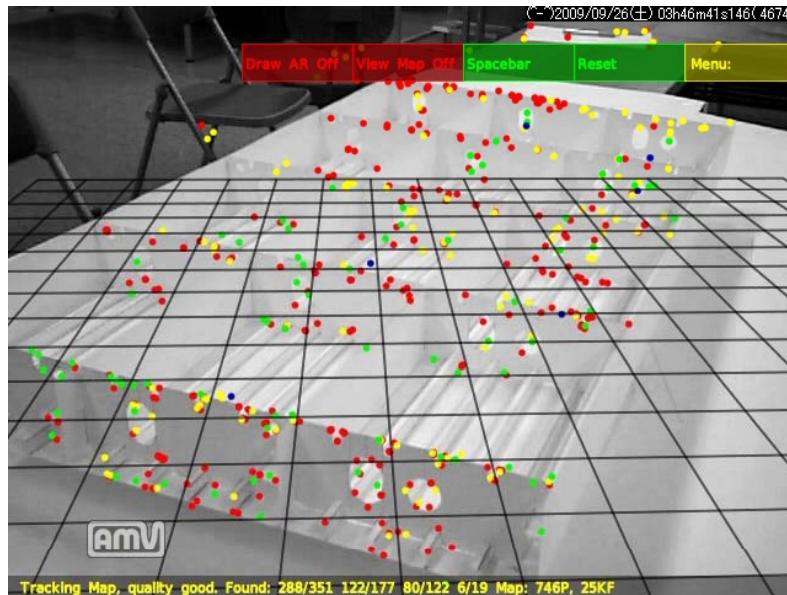 (^-^)2009/09/26(土) 03h46m41s146( 4674
Draw AR Off View Map Off Spacebar Reset Menu:
AMV
Tracking Map, quality good. Found: 288/351 122/177 80/122 6/19 Map: 746P, 25KF